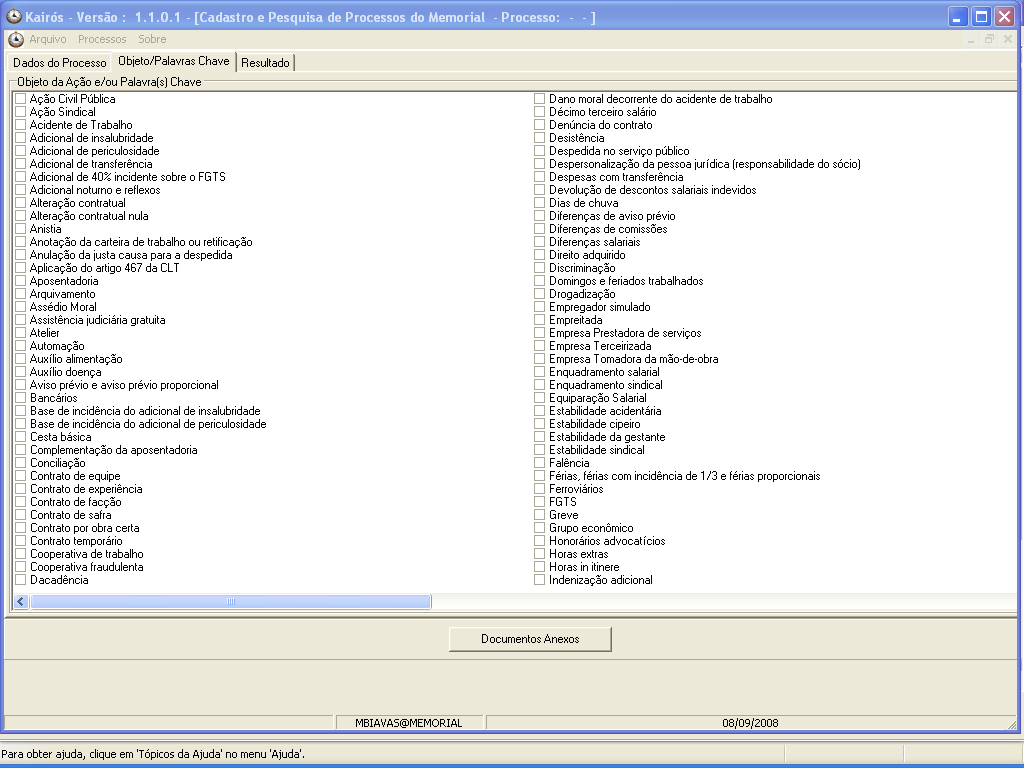 Kairós - Versão : 1.1.0.1 - [Cadastro e Pesquisa de Processos do Memorial - Processo: - - ]
Arquivo Processos Sobre
Dados do Processo Objeto/Palavras Chave Resultado
Objeto da Ação e/ou Palavra(s) Chave
Ação Civil Pública
Ação Sindical
Acidente de Trabalho
Adicional de insalubridade
Adicional de periculosidade
Adicional de transferência
Adicional de 40% incidente sobre o FGTS
Adicional noturno e reflexos
Alteração contratual
Alteração contratual nula
Anistia
Anotação da carteira de trabalho ou retificação
Anulação da justa causa para a despedida
Aplicação do artigo 467 da CLT
Aposentadoria
Arquivamento
Assédio Moral
Assistência judiciária gratuita
Atelier
Automação
Auxílio alimentação
Auxílio doença
Aviso prévio e aviso prévio proporcional
Bancários
Base de incidência do adicional de insalubridade
Base de incidência do adicional de periculosidade
Cesta básica
Complementação da aposentadoria
Conciliação
Contrato de equipe
Contrato de experiência
Contrato de facção
Contrato de safra
Contrato por obra certa
Contrato temporário
Cooperativa de trabalho
Cooperativa fraudulenta
Dacadência
Dano moral decorrente do acidente de trabalho
Décimo terceiro salário
Denúncia do contrato
Desistência
Despedida no serviço público
Despersonalização da pessoa jurídica (responsabilidade do sócio)
Despesas com transferência
Devolução de descontos salariais indevidos
Dias de chuva
Diferenças de aviso prévio
Diferenças de comissões
Diferenças salariais
Direito adquirido
Discriminação
Domingos e feriados trabalhados
Drogadização
Empregador simulado
Empreitada
Empresa Prestadora de serviços
Empresa Terceirizada
Empresa Tomadora da mão-de-obra
Enquadramento salarial
Enquadramento sindical
Equiparação Salarial
Estabilidade acidentária
Estabilidade cipeiro
Estabilidade da gestante
Estabilidade sindical
Falência
Férias, férias com incidência de 1/3 e férias proporcionais
Ferroviários
FGTS
Greve
Grupo econômico
Honorários advocatícios
Horas extras
Horas in itinere
Indenização adicional
Documentos Anexos
MBIAVAS@MEMORIAL 08/09/2008
Para obter ajuda, clique em 'Tópicos da Ajuda' no menu 'Ajuda'.